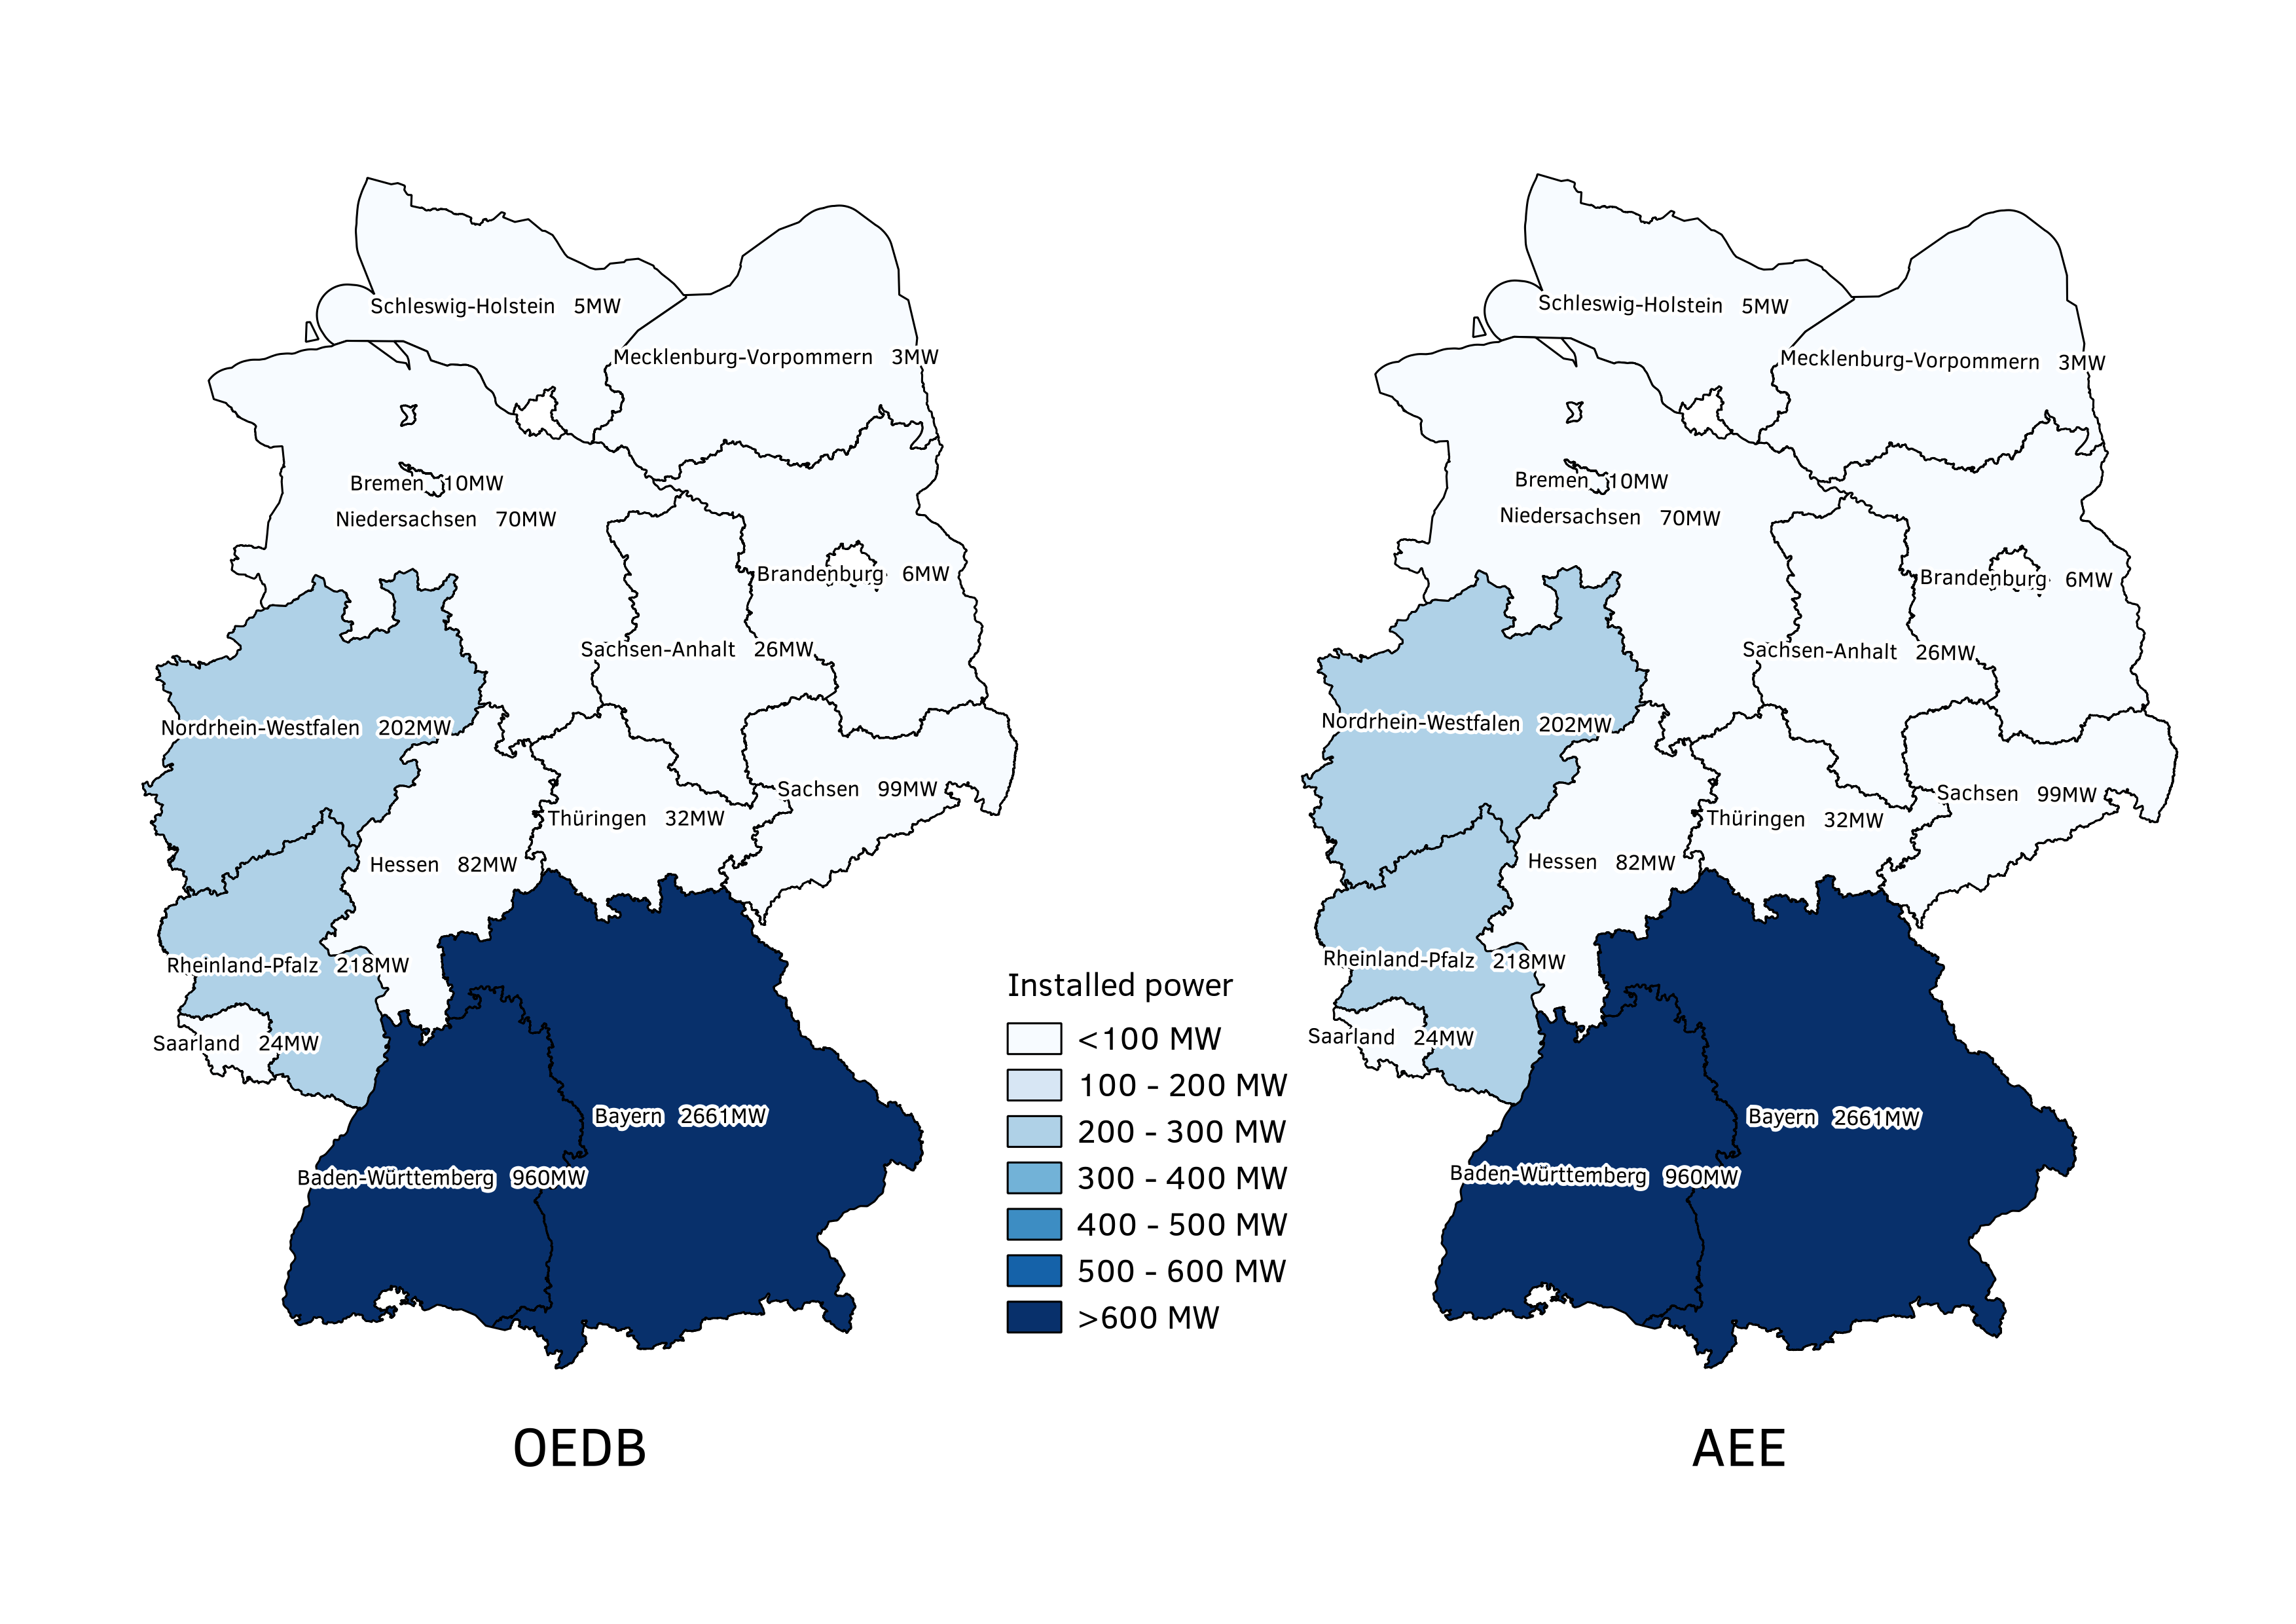 Schleswig-Holstein 5MW
Mecklenburg-Vorpommern 3MW
Bremen 10MW
Niedersachsen 70MW
Brandenburg 6MW
Sachsen-Anhalt 26MW
Nordrhein-Westfalen 202MW
Sachsen 99MW
Thüringen 32MW
Hessen 82MW
Rheinland-Pfalz 218MW
Saarland 24MW
Bayern 2661MW
Baden-Württemberg 960MW
OEDB
Installed power
<100 MW
100 - 200 MW
200 - 300 MW
300 - 400 MW
400 - 500 MW
500 - 600 MW
>600 MW
Schleswig-Holstein 5MW
Mecklenburg-Vorpommern 3MW
Bremen 10MW
Niedersachsen 70MW
Brandenburg 6MW
Sachsen-Anhalt 26MW
Nordrhein-Westfalen 202MW
Sachsen 99MW
Thüringen 32MW
Hessen 82MW
Rheinland-Pfalz 218MW
Saarland 24MW
Bayern 2661MW
Baden-Württemberg 960MW
AEE